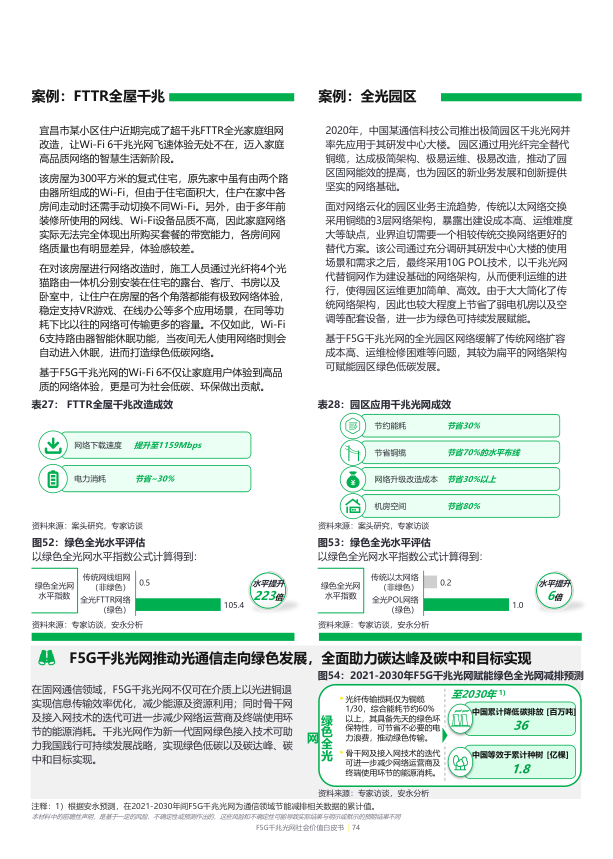 案例：FTTR全屋千兆
宜昌市某小区住户近期完成了超千兆FTTR全光家庭组网
改造，让Wi-Fi 6千兆光网飞速体验无处不在，迈入家庭
高品质网络的智慧生活新阶段。
该房屋为300平方米的复式住宅，原先家中虽有由两个路
由器所组成的Wi-Fi，但由于住宅面积大，住户在家中各
房间走动时还需手动切换不同Wi-Fi。另外，由于多年前
装修所使用的网线、Wi-Fi设备品质不高，因此家庭网络
实际无法完全体现出所购买套餐的带宽能力，各房间网
络质量也有明显差异，体验感较差。
在对该房屋进行网络改造时，施工人员通过光纤将4个光
猫路由一体机分别安装在住宅的露台、客厅、书房以及
卧室中，让住户在房屋的各个角落都能有极致网络体验，
稳定支持VR游戏、在线办公等多个应用场景，在同等功
耗下比以往的网络可传输更多的容量。不仅如此，Wi-Fi
6支持路由器智能休眠功能，当夜间无人使用网络时则会
自动进入休眠，进而打造绿色低碳网络。
基于F5G千兆光网的Wi-Fi 6不仅让家庭用户体验到高品
质的网络体验，更是可为社会低碳、环保做出贡献。
表27： FTTR全屋千兆改造成效
网络下载速度 提升至1159Mbps
电力消耗 节省~30%
资料来源：案头研究，专家访谈
图52：绿色全光水平评估
以绿色全光网水平指数公式计算得到：
绿色全光网
水平指数
传统网线组网
（非绿色）
0.5
全光FTTR网络
（绿色）
105.4
水平提升
223倍
资料来源：专家访谈，安永分析
案例：全光园区
2020年，中国某通信科技公司推出极简园区千兆光网并
率先应用于其研发中心大楼。 园区通过用光纤完全替代
铜缆，达成极简架构、极易运维、极易改造，推动了园
区固网能效的提高，也为园区的新业务发展和创新提供
坚实的网络基础。
面对网络云化的园区业务主流趋势，传统以太网络交换
采用铜缆的3层网络架构，暴露出建设成本高、运维难度
大等缺点，业界迫切需要一个相较传统交换网络更好的
替代方案。该公司通过充分调研其研发中心大楼的使用
场景和需求之后，最终采用10G POL技术，以千兆光网
代替铜网作为建设基础的网络架构，从而便利运维的进
行，使得园区运维更加简单、高效。由于大大简化了传
统网络架构，因此也较大程度上节省了弱电机房以及空
调等配套设备，进一步为绿色可持续发展赋能。
基于F5G千兆光网的全光园区网络缓解了传统网络扩容
成本高、运维检修困难等问题，其较为扁平的网络架构
可赋能园区绿色低碳发展。
表28：园区应用千兆光网成效
节约能耗 节省30%
节省铜缆 节省70%的水平布线
网络升级改造成本 节省30%以上
机房空间 节省80%
资料来源：案头研究，专家访谈
图53：绿色全光水平评估
以绿色全光网水平指数公式计算得到：
绿色全光网
水平指数
传统以太网络
（非绿色）
0.2
全光POL网络
（绿色）
1.0
水平提升
6倍
资料来源：专家访谈，安永分析
F5G千兆光网推动光通信走向绿色发展，全面助力碳达峰及碳中和目标实现
在固网通信领域，F5G千兆光网不仅可在介质上以光进铜退
实现信息传输效率优化，减少能源及资源利用；同时骨干网
及接入网技术的迭代可进一步减少网络运营商及终端使用环
节的能源消耗。千兆光网作为新一代固网绿色接入技术可助
力我国践行可持续发展战略，实现绿色低碳以及碳达峰、碳
中和目标实现。
图54：2021-2030年F5G千兆光网赋能绿色全光网减排预测
绿色全光网
• 光纤传输损耗仅为铜缆
1/30，综合能耗节约60%
以上，其具备先天的绿色环
保特性，可节省不必要的电
力浪费，推动绿色传输。
• 骨干网及接入网技术的迭代
可进一步减少网络运营商及
终端使用环节的能源消耗。
至2030年 1)
中国累计降低碳排放 [百万吨]
36
中国等效于累计种树 [亿棵]
1.8
资料来源：专家访谈，安永分析
注释：1）根据安永预测，在2021-2030年间F5G千兆光网为通信领域节能减排相关数据的累计值。
本材料中的前瞻性声明，是基于一定的风险、不确定性或预测作出的，这些风险和不确定性可能导致实际结果与明示或默示的预期结果不同
F5G千兆光网社会价值白皮书 | 74